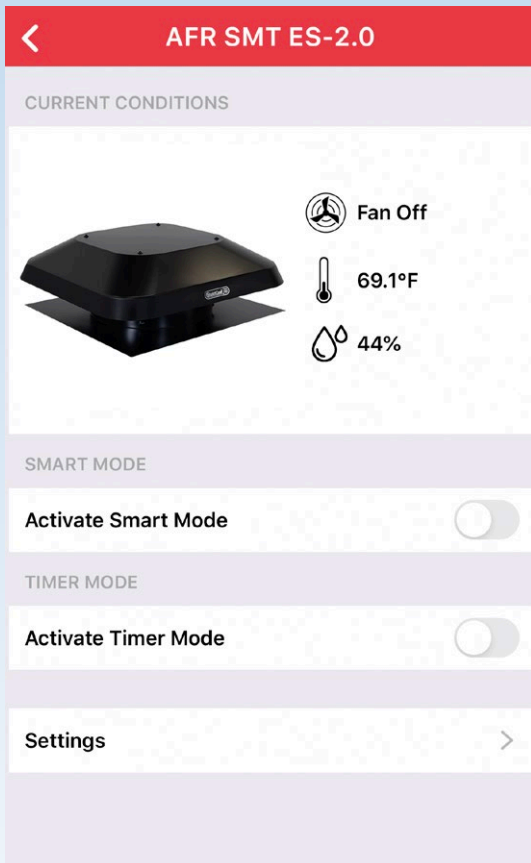 AFR SMT ES-2.0
CURRENT CONDITIONS
Fan Off
69.1°F
44%
SMART MODE
Activate Smart Mode
TIMER MODE
Activate Timer Mode
Settings